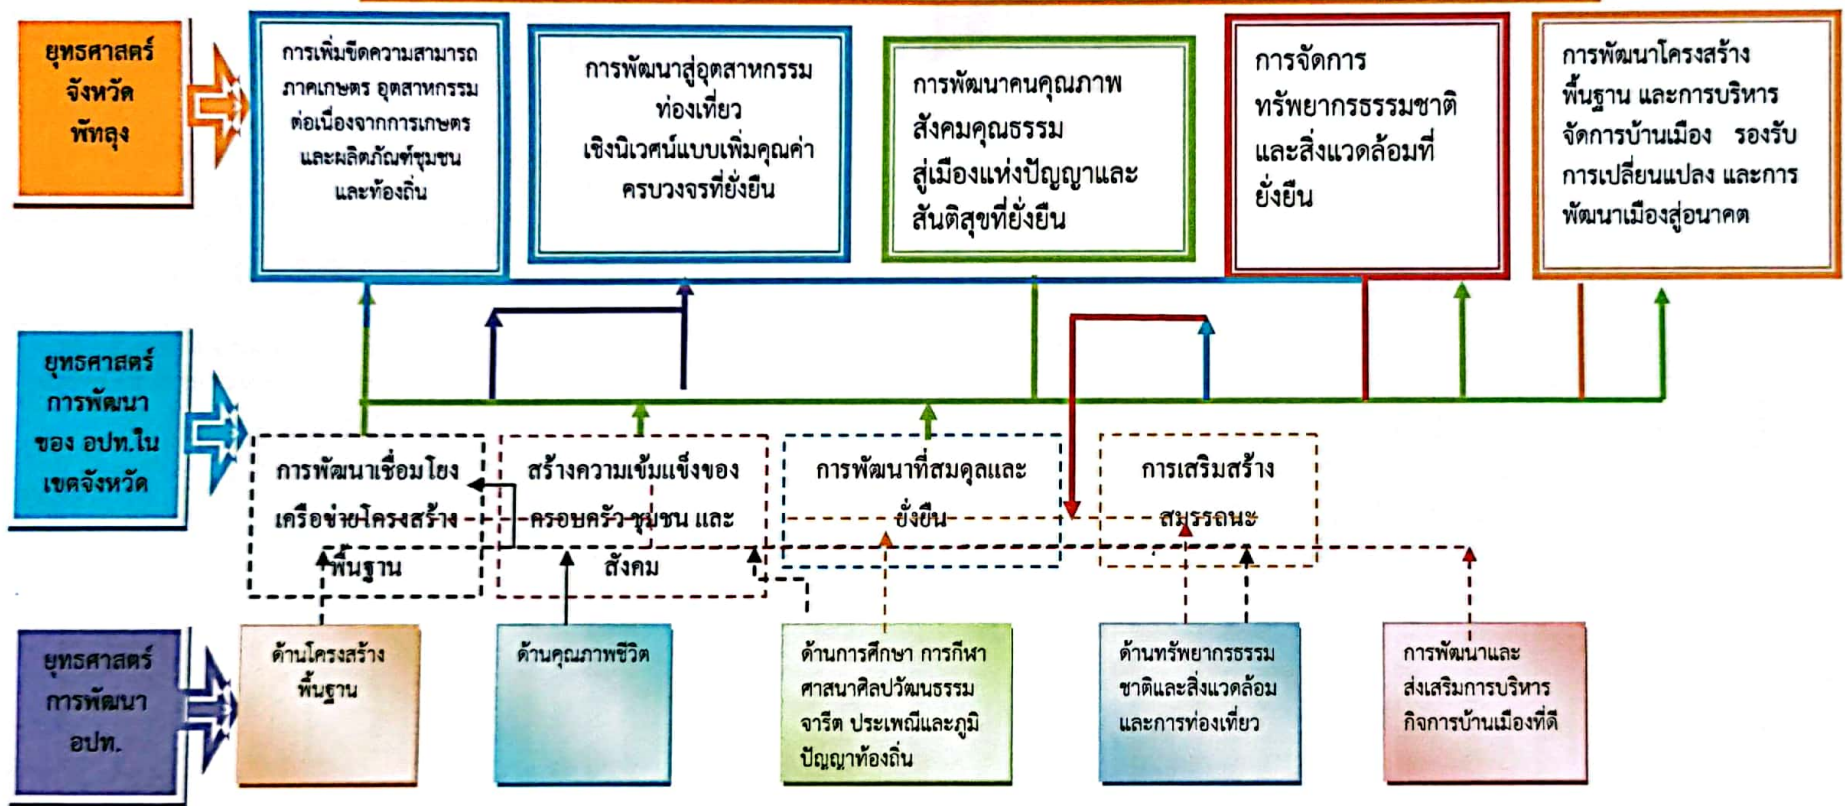 ยุทธศาสตร์
จังหวัด
พัทลุง
การเพิ่มขีดความสามารถ
ภาคเกษตร อุตสาหกรรม
ต่อเนื่องจากการเกษตร
และผลิตภัณฑ์ชุมชน
และท้องถิ่น
การพัฒนาสู่อุตสาหกรรม
ท่องเที่ยว
เชิงนิเวศน์แบบเพิ่มคุณค่า
ครบวงจรที่ยั่งยืน
การพัฒนาคนคุณภาพ
สังคมคุณธรรม
สู่เมืองแห่งปัญญาและ
สันติสุขที่ยั่งยืน
การจัดการ
ทรัพยากรธรรมชาติ
และสิ่งแวดล้อมที่
ยั่งยืน
การพัฒนาโครงสร้าง
พื้นฐาน และการบริหาร
จัดการบ้านเมือง รองรับ
การเปลี่ยนแปลง และการ
พัฒนาเมืองสู่อนาคต
ยุทธศาสตร์
การพัฒนา
ของ อปท.ใน
เขตจังหวัด
การพัฒนาเชื่อมโยง
เครือข่ายโครงสร้าง
พื้นฐาน
สร้างความเข้มแข็งของ
ครอบครัว ชุมชน และ
สังคม
การพัฒนาที่สมดุลและ
ยั่งยืน
การเสริมสร้าง
สมรรถนะ
ยุทธศาสตร์
การพัฒนา
อปท.
ด้านโครงสร้าง
พื้นฐาน
ด้านคุณภาพชีวิต
ด้านการศึกษา การกีฬา
ศาสนาศิลปวัฒนธรรม
จารีต ประเพณีและภูมิ
ปัญญาท้องถิ่น
ด้านทรัพยากรธรรม
ชาติและสิ่งแวดล้อม
และการท่องเที่ยว
การพัฒนาและ
ส่งเสริมการบริหาร
กิจการบ้านเมืองที่ดี